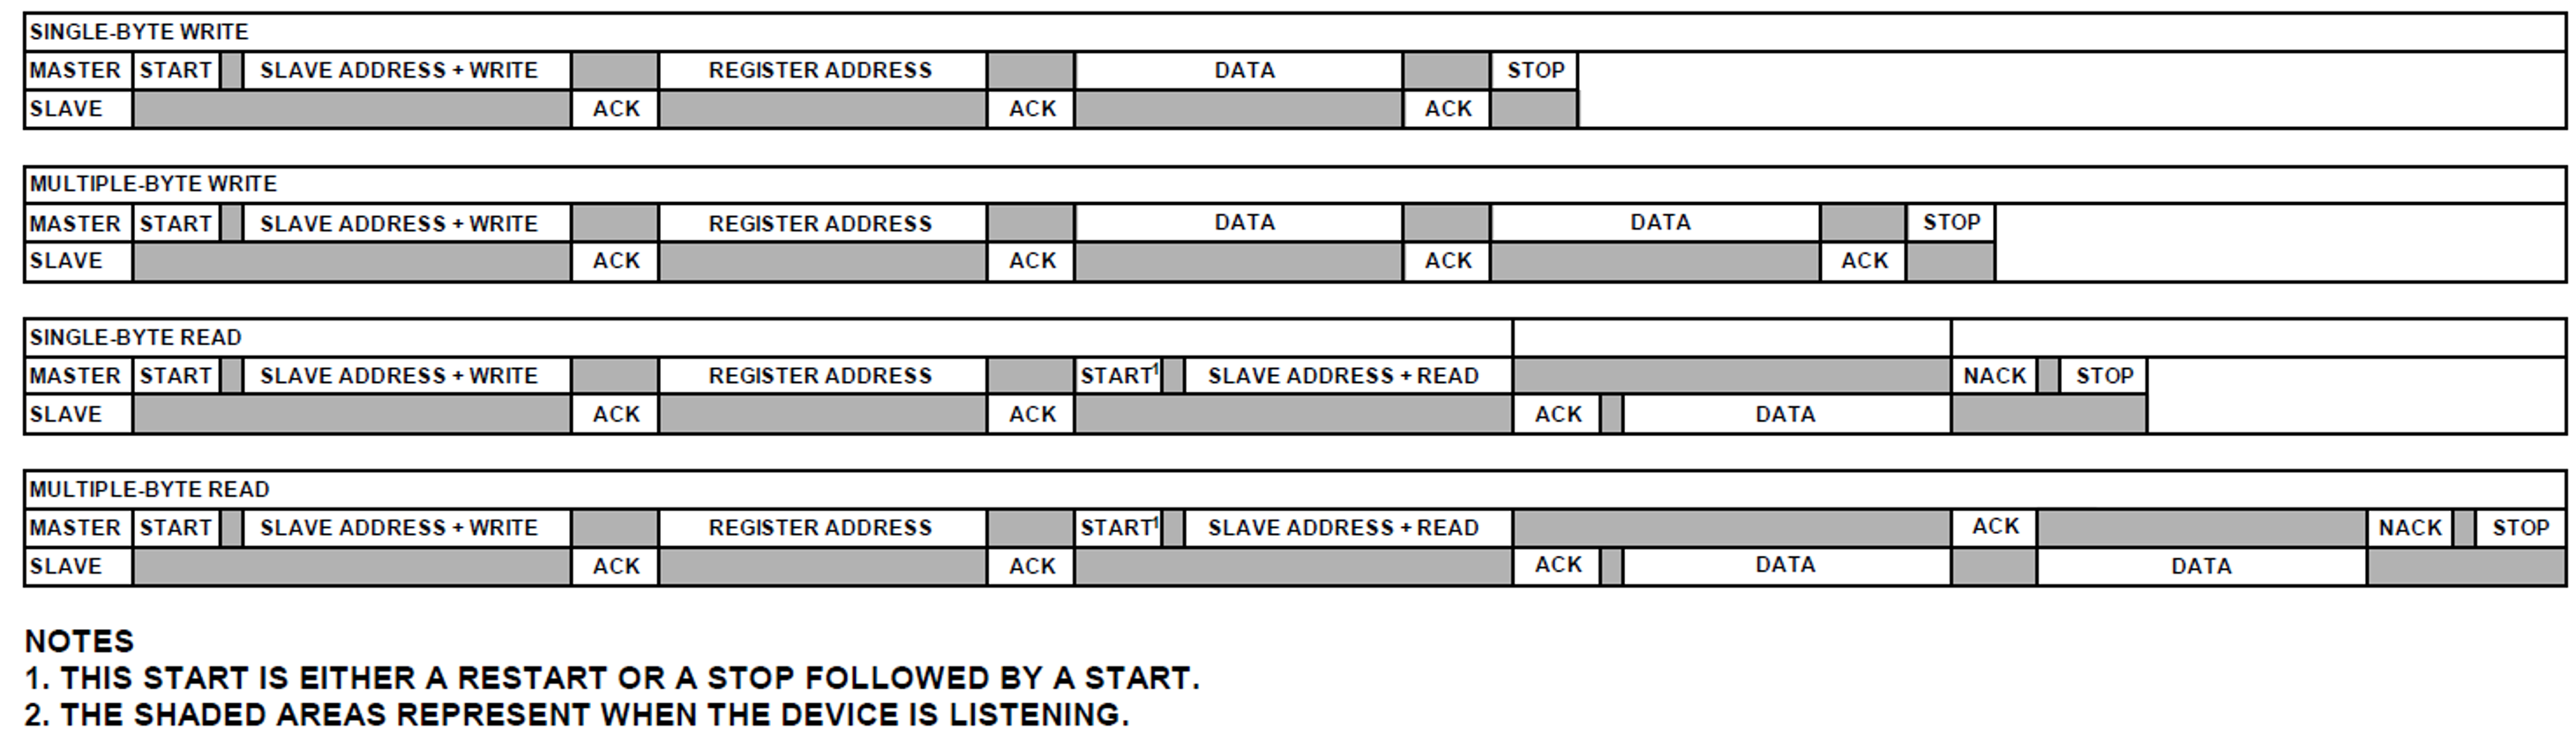 SINGLE-BYTE WRITE
MASTER START SLAVE ADDRESS + WRITE REGISTER ADDRESS DATA STOP
SLAVE ACK ACK ACK
MULTIPLE-BYTE WRITE
MASTER START SLAVE ADDRESS + WRITE REGISTER ADDRESS DATA DATA STOP
SLAVE ACK ACK ACK ACK
SINGLE-BYTE READ
MASTER START SLAVE ADDRESS + WRITE REGISTER ADDRESS START¹ SLAVE ADDRESS + READ NACK STOP
SLAVE ACK ACK ACK DATA
MULTIPLE-BYTE READ
MASTER START SLAVE ADDRESS + WRITE REGISTER ADDRESS START¹ SLAVE ADDRESS + READ ACK NACK STOP
SLAVE ACK ACK ACK DATA DATA
NOTES
1. THIS START IS EITHER A RESTART OR A STOP FOLLOWED BY A START.
2. THE SHADED AREAS REPRESENT WHEN THE DEVICE IS LISTENING.